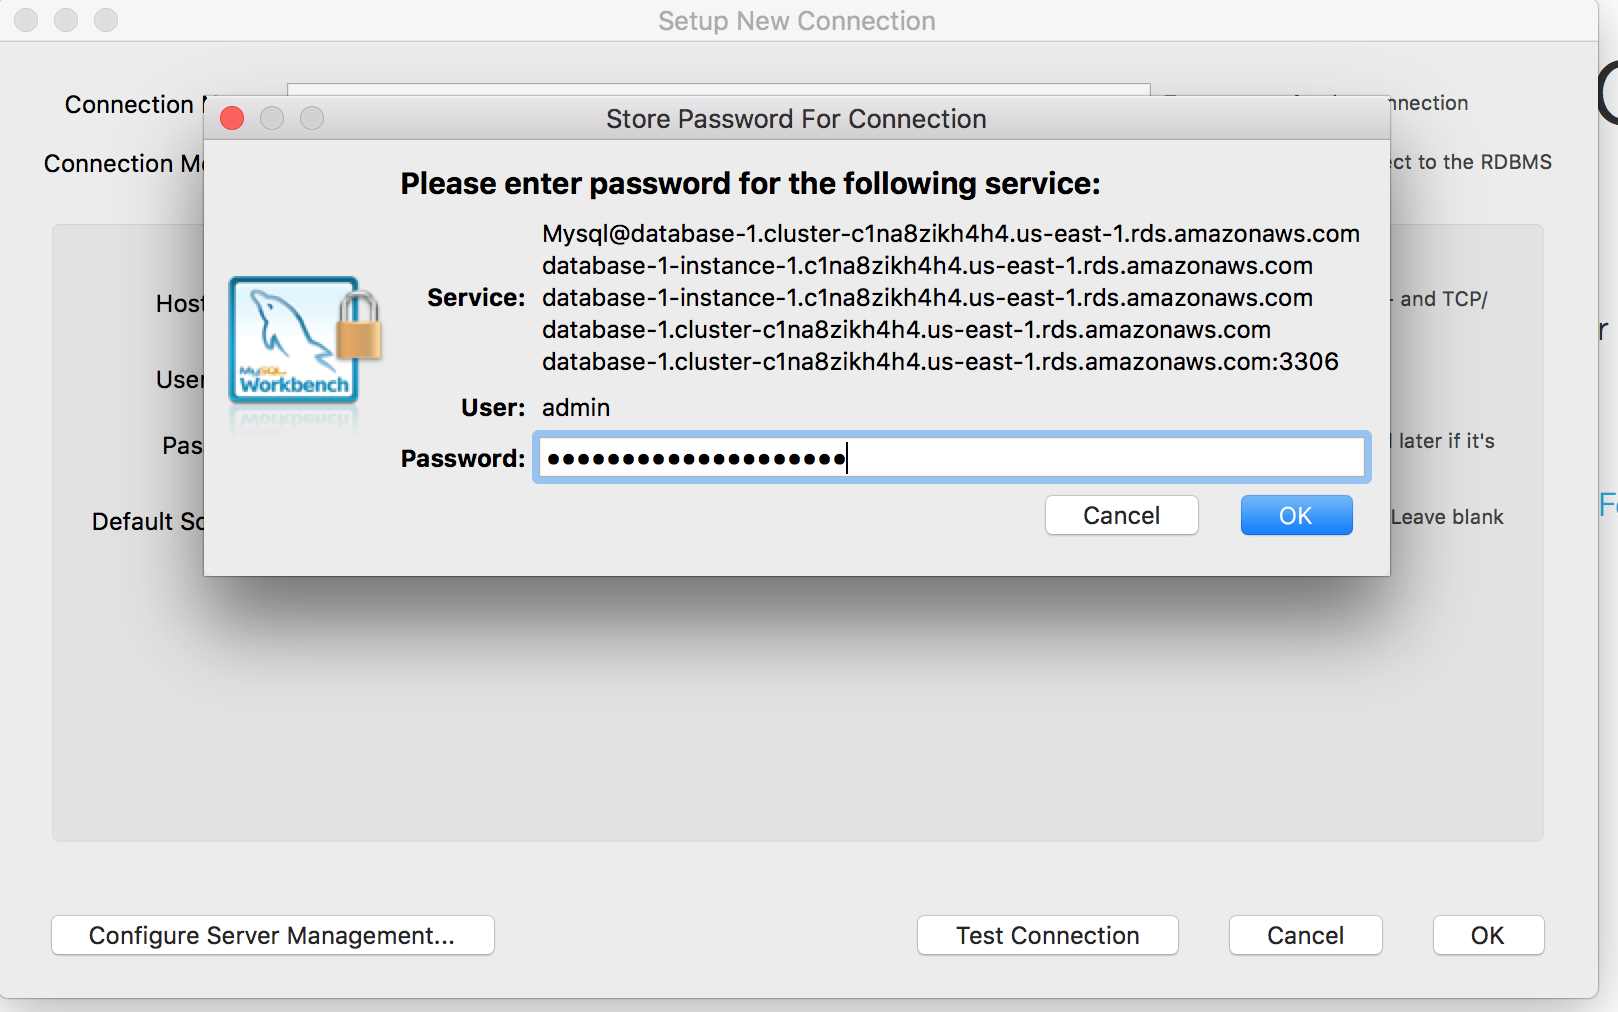 Setup New Connection
Connection
nnection
Store Password For Connection
Connection
ect to the RDBMS
Please enter password for the following service:
Mysql@database-1.cluster-c1na8zikh4h4.us-east-1.rds.amazonaws.com
database-1-instance-1.c1na8zikh4h4.us-east-1.rds.amazonaws.com
Service: database-1-instance-1.c1na8zikh4h4.us-east-1.rds.amazonaws.com
database-1.cluster-c1na8zikh4h4.us-east-1.rds.amazonaws.com
database-1.cluster-c1na8zikh4h4.us-east-1.rds.amazonaws.com:3306
Host
- and TCP/
r
MySQL
Workbench
User
User: admin
Pas
Password: ••••••••••••••••••••
later if it's
Default Sc
Cancel
OK
Leave blank
Fo
Configure Server Management...
Test Connection
Cancel
OK